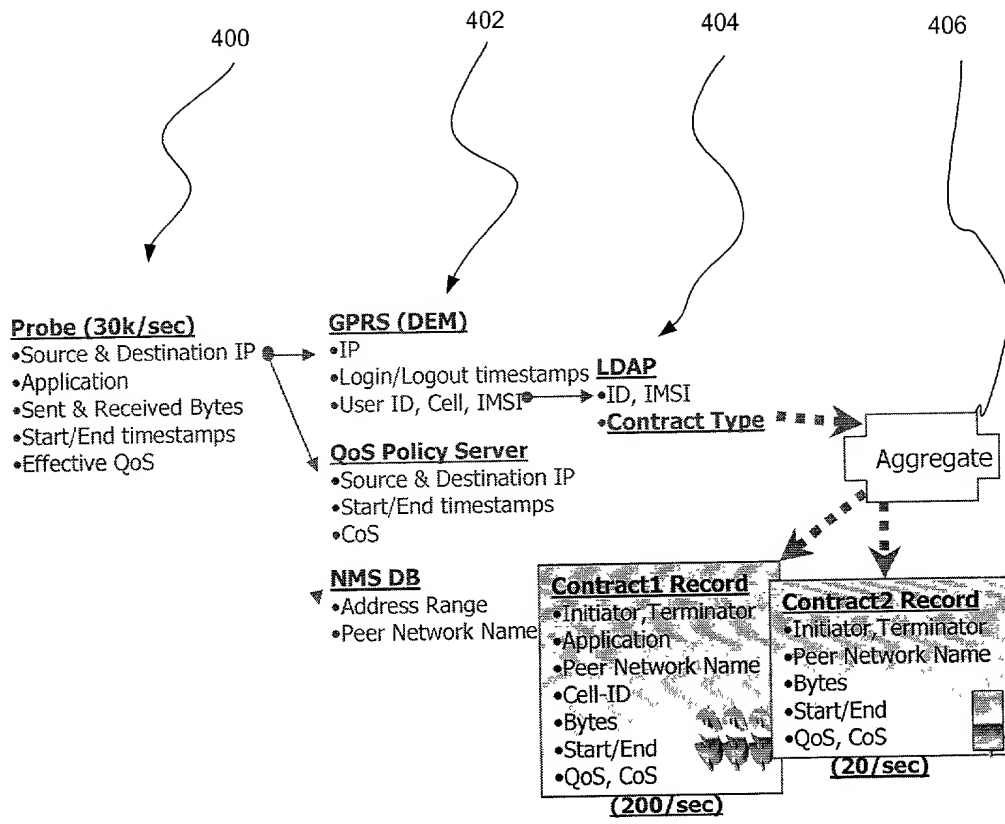 400
402
404
406
Probe (30k/sec)
•Source & Destination IP
•Application
•Sent & Received Bytes
•Start/End timestamps
•Effective QoS
GPRS (DEM)
•IP
•Login/Logout timestamps
•User ID, Cell, IMSI
QoS Policy Server
•Source & Destination IP
•Start/End timestamps
•CoS
NMS DB
•Address Range
•Peer Network Name
LDAP
•ID, IMSI
•Contract Type
Aggregate
Contract1 Record
•Initiator,Terminator
•Application
•Peer Network Name
•Cell-ID
•Bytes
•Start/End
•QoS, CoS
(200/sec)
Contract2 Record
•Initiator,Terminator
•Peer Network Name
•Bytes
•Start/End
•QoS, CoS
(20/sec)